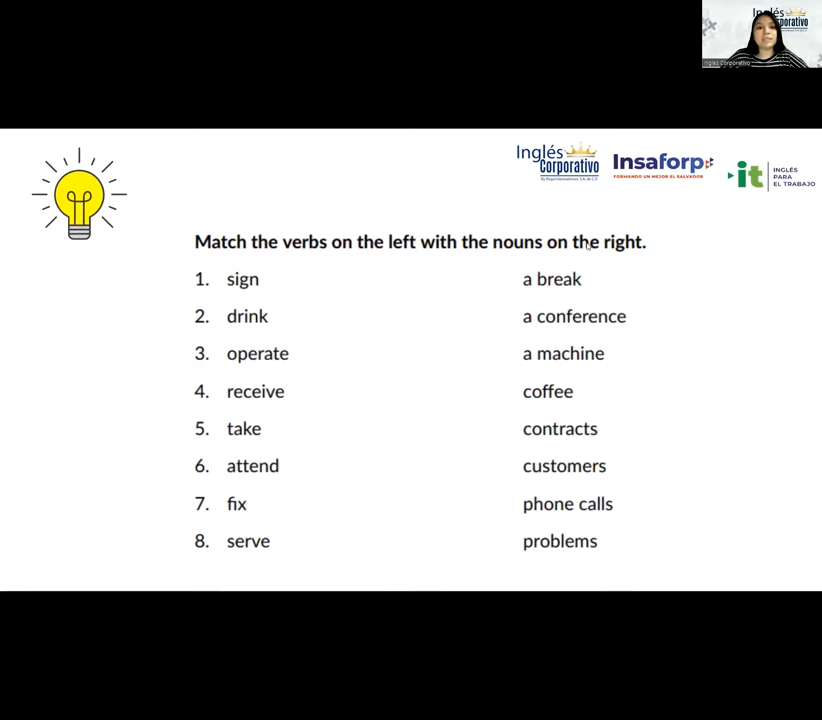 Inglés
Corporativo
Inglés Corporativo
Inglés
Corporativo
Insaforp
FORMANDO UN MEJOR EL SALVADOR
it
INGLÉS
PARA
EL TRABAJO
Match the verbs on the left with the nouns on the right.
1. sign a break
2. drink a conference
3. operate a machine
4. receive coffee
5. take contracts
6. attend customers
7. fix phone calls
8. serve problems